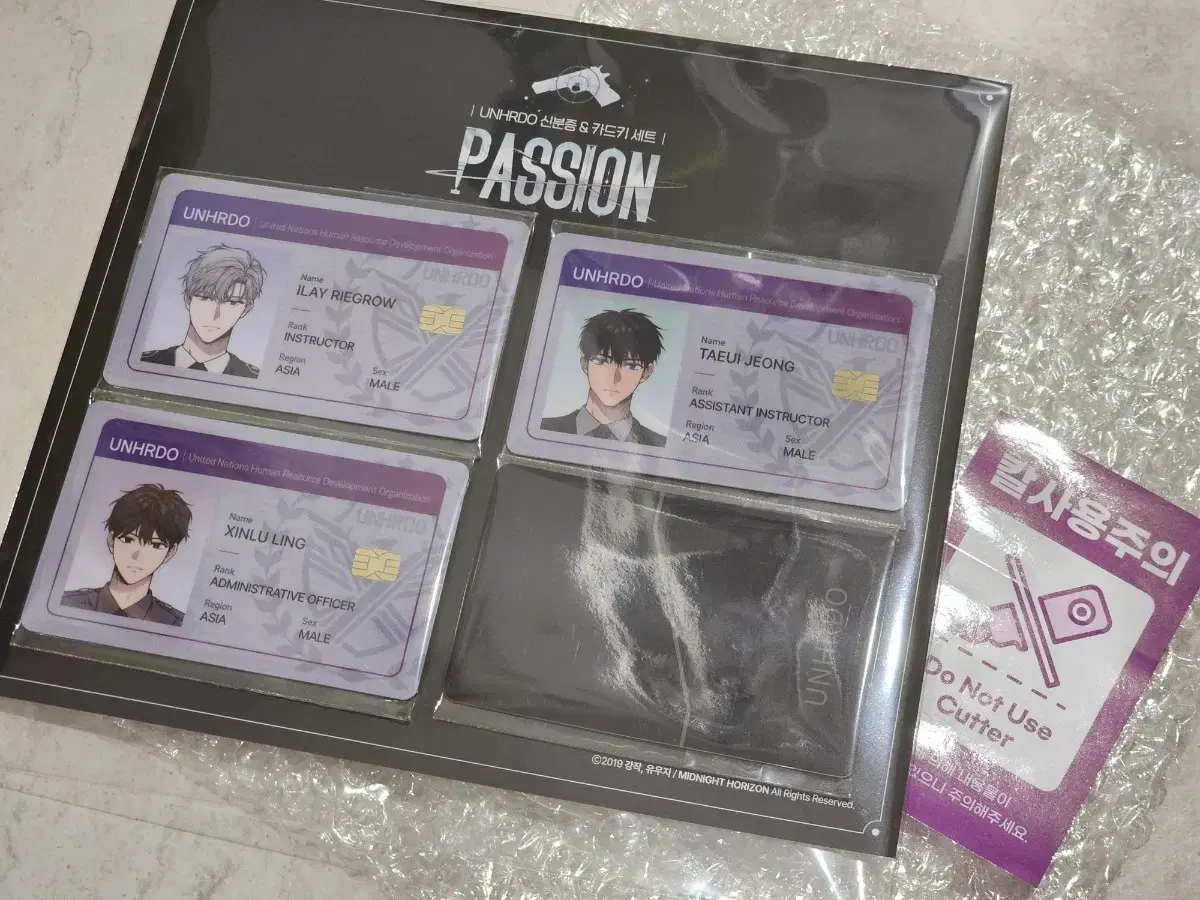 | UNHRDO 신분증 & 카드키 세트 |
PASSION
UNHRDO | United Nations Human Resource Development Organization
UNHRDO
Name
ILAY RIEGROW
Rank
INSTRUCTOR
Region
ASIA
Sex
MALE
UNHRDO | United Nations Human Resource Development Organization
UNHRDO
Name
TAEUI JEONG
Rank
ASSISTANT INSTRUCTOR
Region
ASIA
Sex
MALE
UNHRDO | United Nations Human Resource Development Organization
UNHRDO
Name
XINLU LING
Rank
ADMINISTRATIVE OFFICER
Region
ASIA
Sex
MALE
UNHRDO
©2019 강작, 유우지 / MIDNIGHT HORIZON All Rights Reserved.
칼사용주의
Do Not Use
Cutter
내용물이
있으니 주의해주세요.